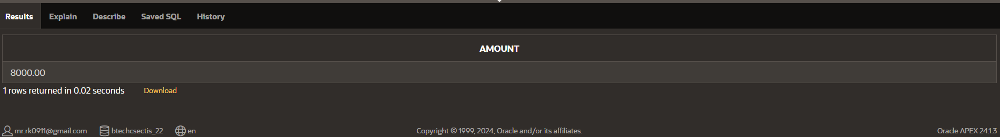 Results Explain Describe Saved SQL History
AMOUNT
8000.00
1 rows returned in 0.02 seconds Download
mr.rk0911@gmail.com btechcsectis_22 en Copyright © 1999, 2024, Oracle and/or its affiliates. Oracle APEX 24.1.3